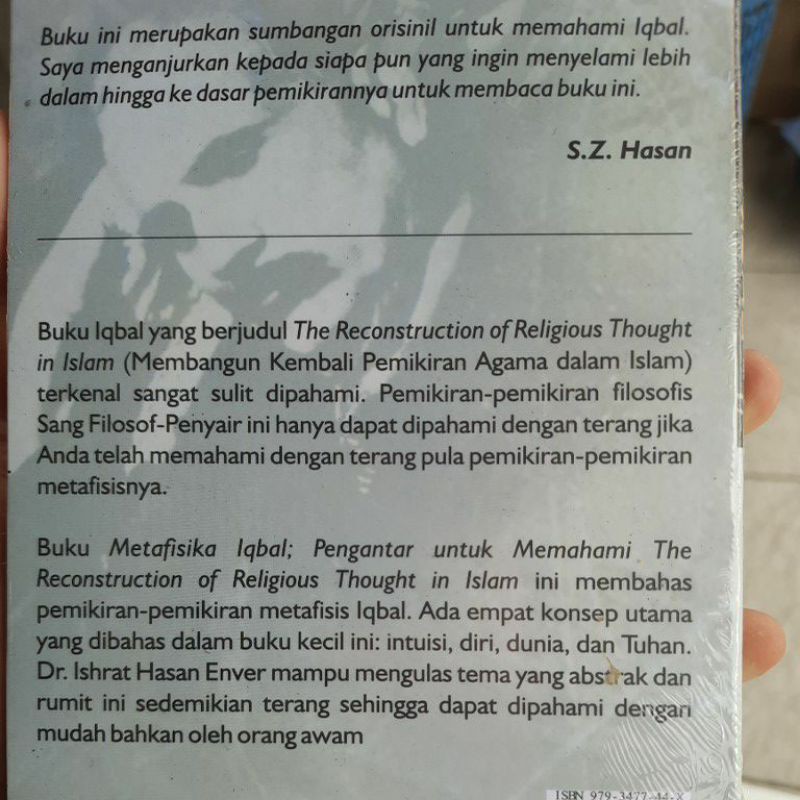 Buku ini merupakan sumbangan orisinil untuk memahami Iqbal.
Saya menganjurkan kepada siapa pun yang ingin menyelami lebih
dalam hingga ke dasar pemikirannya untuk membaca buku ini.
S.Z. Hasan
Buku Iqbal yang berjudul The Reconstruction of Religious Thought
in Islam (Membangun Kembali Pemikiran Agama dalam Islam)
terkenal sangat sulit dipahami. Pemikiran-pemikiran filosofis
Sang Filosof-Penyair ini hanya dapat dipahami dengan terang jika
Anda telah memahami dengan terang pula pemikiran-pemikiran
metafisisnya.
Buku Metafisika Iqbal; Pengantar untuk Memahami The
Reconstruction of Religious Thought in Islam ini membahas
pemikiran-pemikiran metafisis Iqbal. Ada empat konsep utama
yang dibahas dalam buku kecil ini: intuisi, diri, dunia, dan Tuhan.
Dr. Ishrat Hasan Enver mampu mengulas tema yang abstrak dan
rumit ini sedemikian terang sehingga dapat dipahami dengan
mudah bahkan oleh orang awam
ISBN 979-3477-44-X